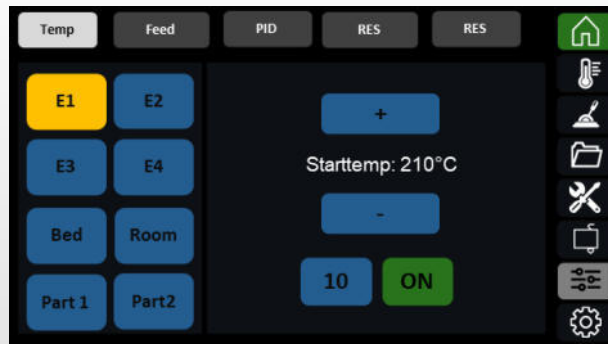 Temp Feed PID RES RES
E1 E2
+
E3 E4
Starttemp: 210°C
Bed Room
-
10 ON
Part 1 Part2